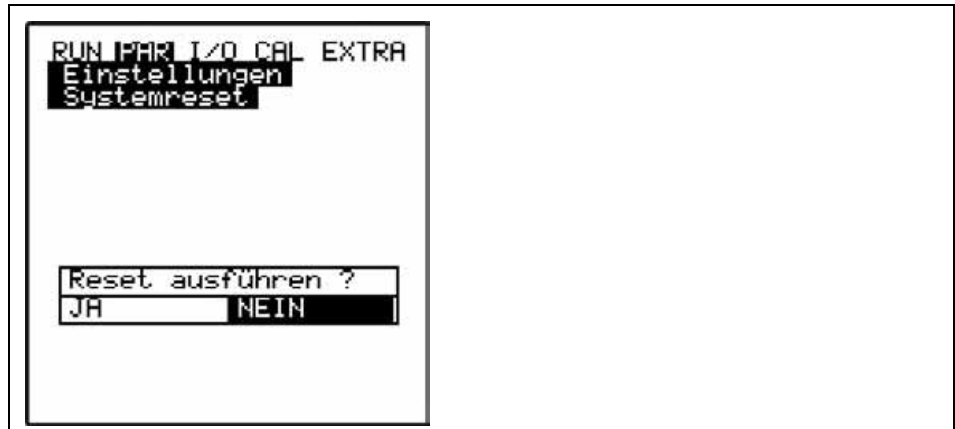 RUN PAR I/O CAL EXTRA
Einstellungen
Systemreset
Reset ausführen ?
JA NEIN